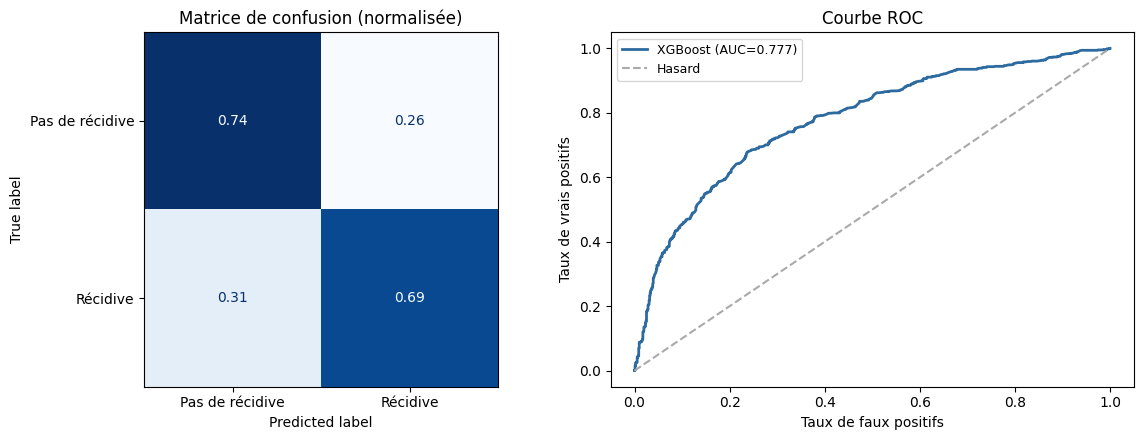 Matrice de confusion (normalisée)
True label
Pas de récidive
0.74
0.26
Récidive
0.31
0.69
Pas de récidive
Récidive
Predicted label
Courbe ROC
XGBoost (AUC=0.777)
Hasard
Taux de vrais positifs
1.0
0.8
0.6
0.4
0.2
0.0
0.0
0.2
0.4
0.6
0.8
1.0
Taux de faux positifs